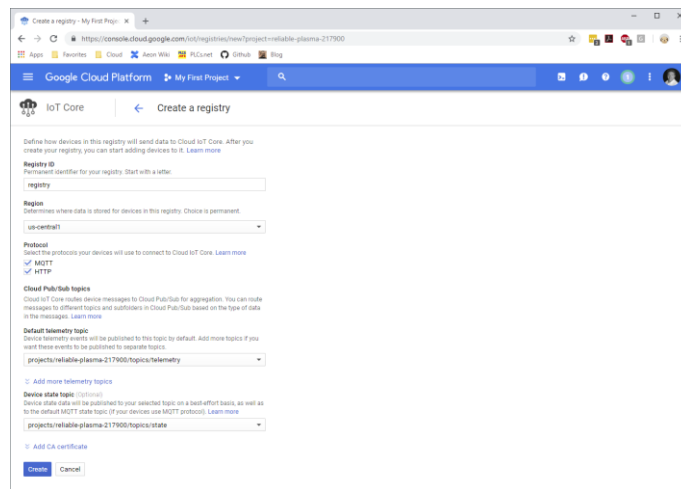 Create a registry - My First Proje
https://console.cloud.google.com/iot/registries/new?project=reliable-plasma-217900
Apps Favorites Cloud Aeon Wiki PLCs.net Github Blog
Google Cloud Platform My First Project
IoT Core Create a registry
Define how devices in this registry will send data to Cloud IoT Core. After you
create your registry, you can start adding devices to it. Learn more
Registry ID
Permanent identifier for your registry. Start with a letter.
registry
Region
Determines where data is stored for devices in this registry. Choice is permanent.
us-central1
Protocol
Select the protocols your devices will use to connect to Cloud IoT Core. Learn more
MQTT
HTTP
Cloud Pub/Sub topics
Cloud IoT Core routes device messages to Cloud Pub/Sub for aggregation. You can route
messages to different topics and subfolders in Cloud Pub/Sub based on the type of data
in the messages. Learn more
Default telemetry topic
Device telemetry events will be published to this topic by default. Add more topics if you
want these events to be published to separate topics.
projects/reliable-plasma-217900/topics/telemetry
Add more telemetry topics
Device state topic (Optional)
Device state data will be published to your selected topic on a best-effort basis, as well as
to the default MQTT state topic (if your devices use MQTT protocol). Learn more
projects/reliable-plasma-217900/topics/state
Add CA certificate
Create Cancel